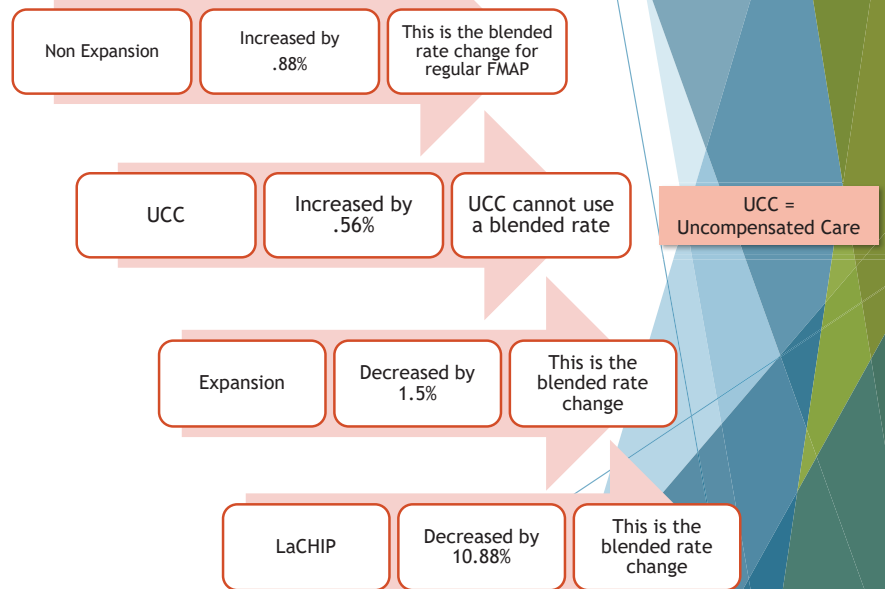 Non Expansion
Increased by
.88%
This is the blended
rate change for
regular FMAP
UCC
Increased by
.56%
UCC cannot use
a blended rate
UCC =
Uncompensated Care
Expansion
Decreased by
1.5%
This is the
blended rate
change
LaCHIP
Decreased by
10.88%
This is the
blended rate
change